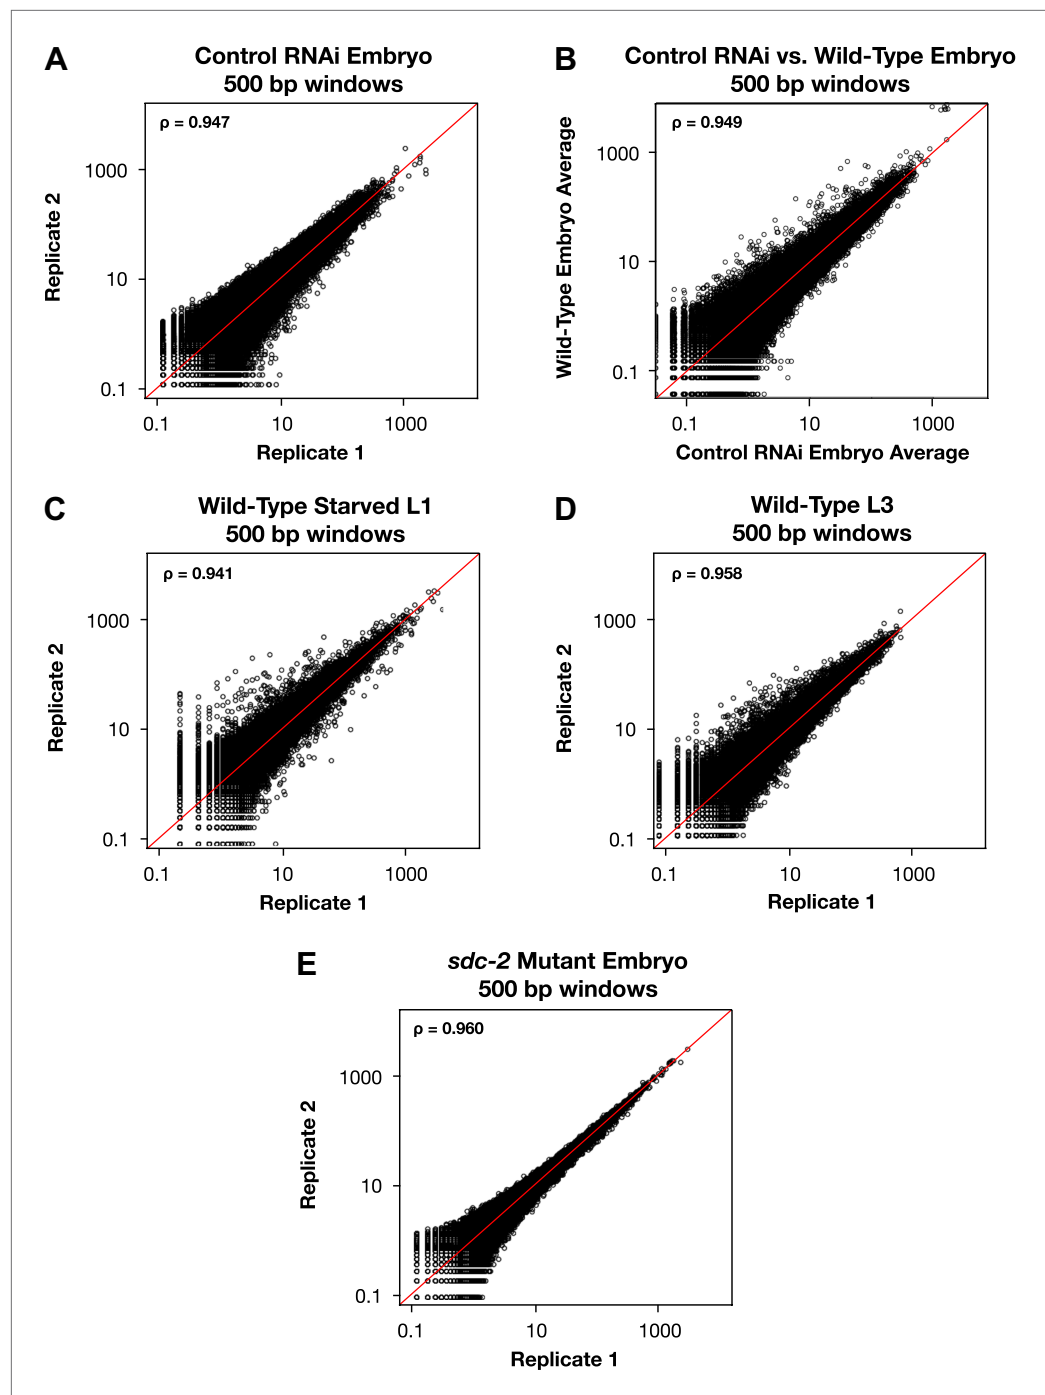 A
Control RNAi Embryo
500 bp windows
ρ = 0.947
1000
10
0.1
Replicate 2
0.1
10
1000
Replicate 1
B
Control RNAi vs. Wild-Type Embryo
500 bp windows
ρ = 0.949
1000
10
0.1
Wild-Type Embryo Average
0.1
10
1000
Control RNAi Embryo Average
C
Wild-Type Starved L1
500 bp windows
ρ = 0.941
1000
10
0.1
Replicate 2
0.1
10
1000
Replicate 1
D
Wild-Type L3
500 bp windows
ρ = 0.958
1000
10
0.1
Replicate 2
0.1
10
1000
Replicate 1
E
sdc-2 Mutant Embryo
500 bp windows
ρ = 0.960
1000
10
0.1
Replicate 2
0.1
10
1000
Replicate 1